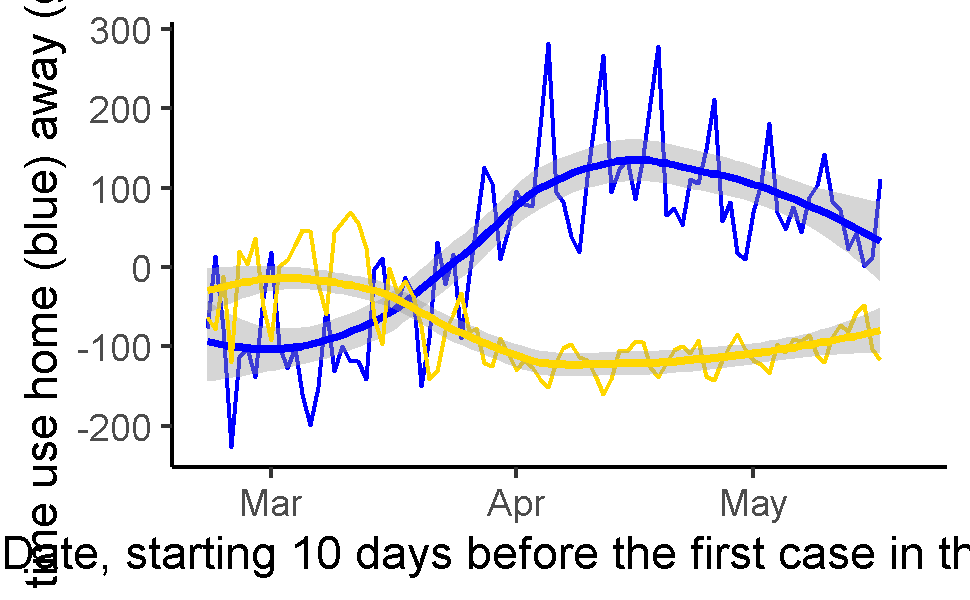 time use home (blue) away (
300
200
100
0
-100
-200
Mar Apr May
Date, starting 10 days before the first case in th